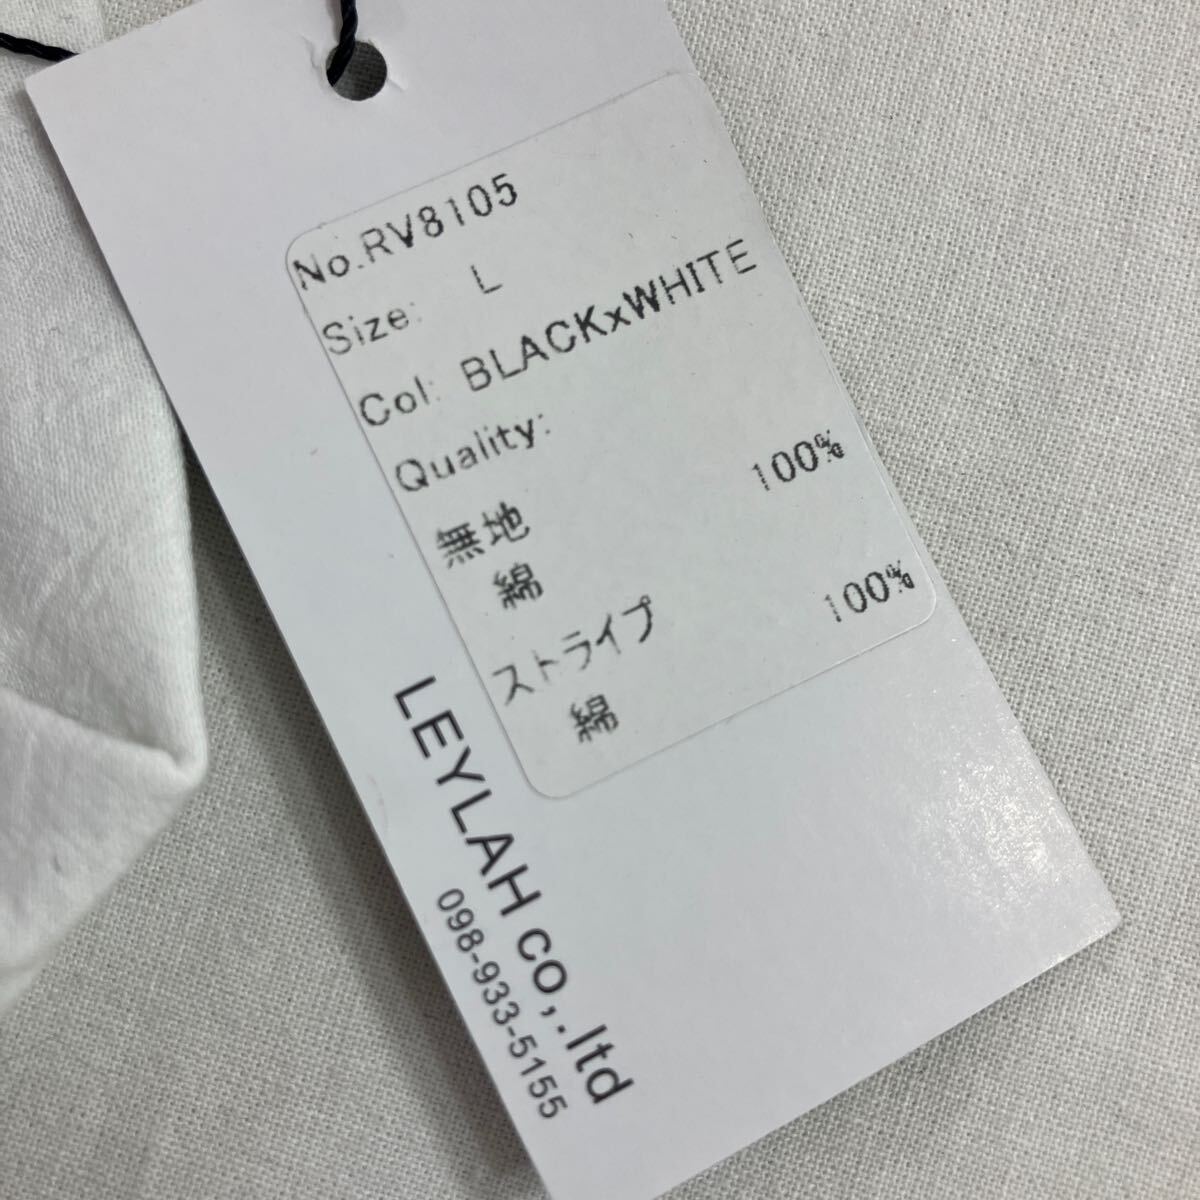 No.RV8105
Size: L
Col: BLACKxWHITE
Quality:
無地
綿 100%
ストライプ
綿 100%
LEYLAH co,.ltd
098-933-5155